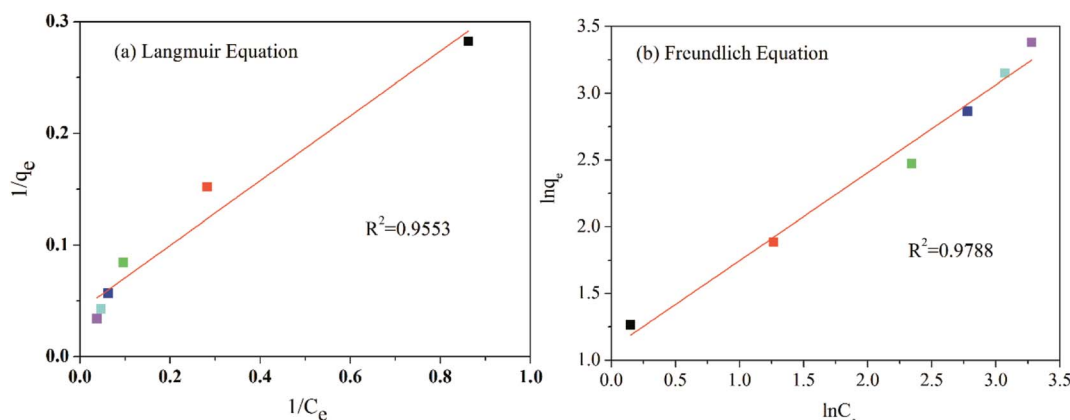 (a) Langmuir Equation
0.3
0.2
0.1
0.0
1/qe
R²=0.9553
0.0 0.2 0.4 0.6 0.8 1.0
1/Ce
(b) Freundlich Equation
3.5
3.0
2.5
2.0
1.5
1.0
lnqe
R²=0.9788
0.0 0.5 1.0 1.5 2.0 2.5 3.0 3.5
lnC